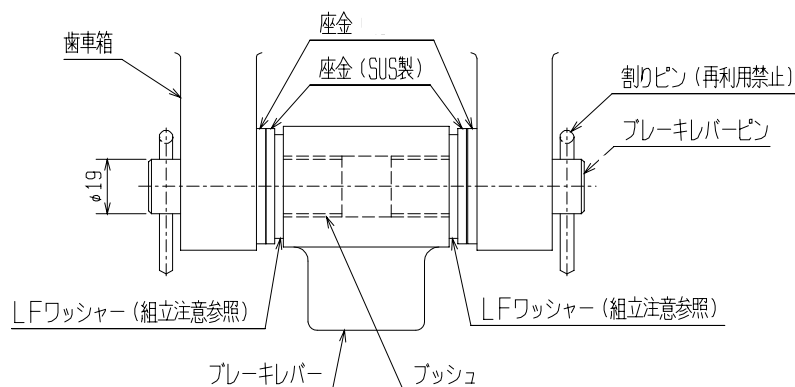 座金
歯車箱
座金（SUS製）
割りピン（再利用禁止）
ブレーキレバーピン
φ19
LFワッシャー（組立注意参照）
LFワッシャー（組立注意参照）
ブレーキレバー
ブッシュ